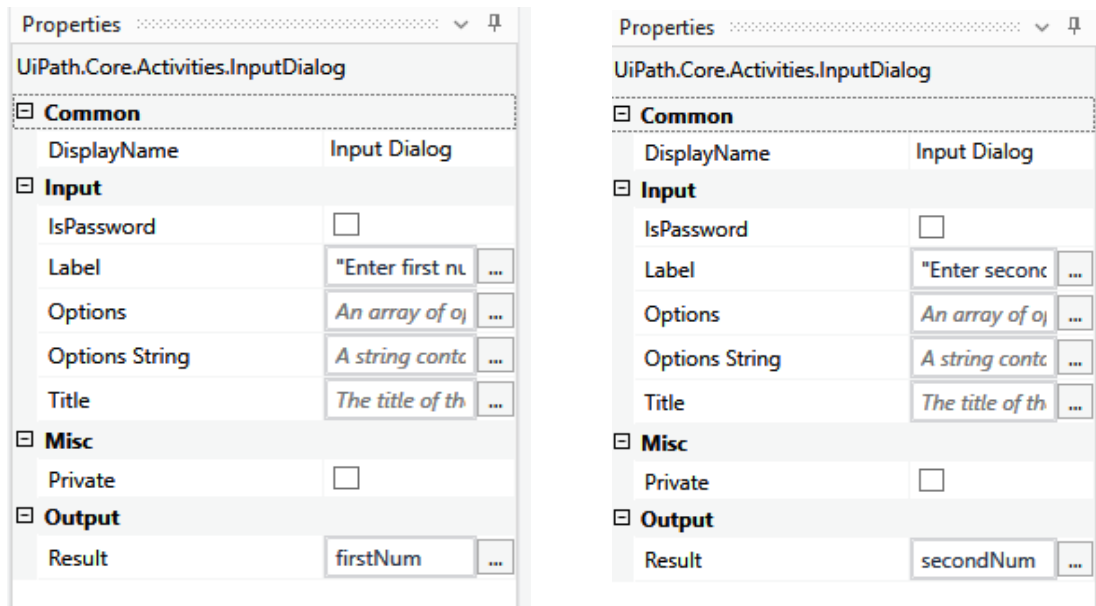 Properties
UiPath.Core.Activities.InputDialog
Common
DisplayName Input Dialog
Input
IsPassword
Label "Enter first nu ...
Options An array of op ...
Options String A string conta ...
Title The title of th ...
Misc
Private
Output
Result firstNum ...
Properties
UiPath.Core.Activities.InputDialog
Common
DisplayName Input Dialog
Input
IsPassword
Label "Enter second ...
Options An array of op ...
Options String A string conta ...
Title The title of th ...
Misc
Private
Output
Result secondNum ...